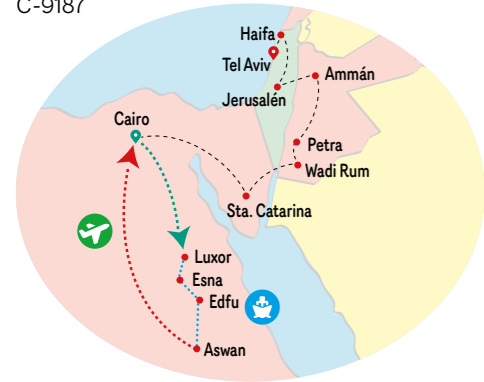 C-9187
Haifa
Tel Aviv
Ammán
Jerusalén
Cairo
Petra
Wadi Rum
Sta. Catarina
Luxor
Esna
Edfu
Aswan